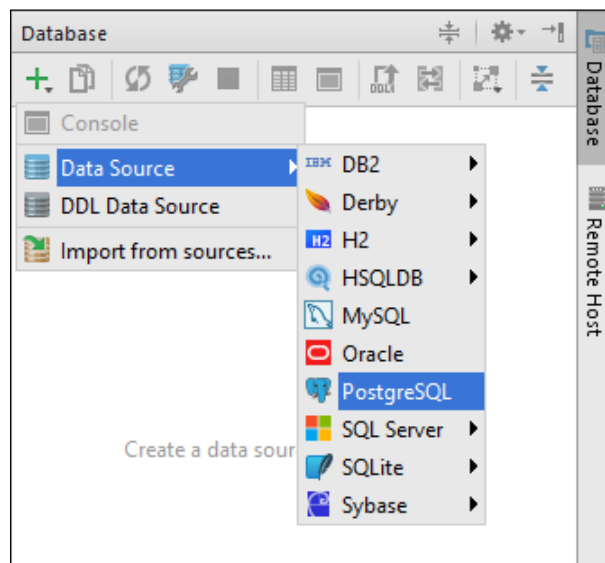 Database
DDL
Console
Data Source
DDL Data Source
Import from sources...
IBM DB2
Derby
H2 H2
HSQLDB
MySQL
Oracle
PostgreSQL
SQL Server
SQLite
Sybase
Create a data sour
Database
Remote Host